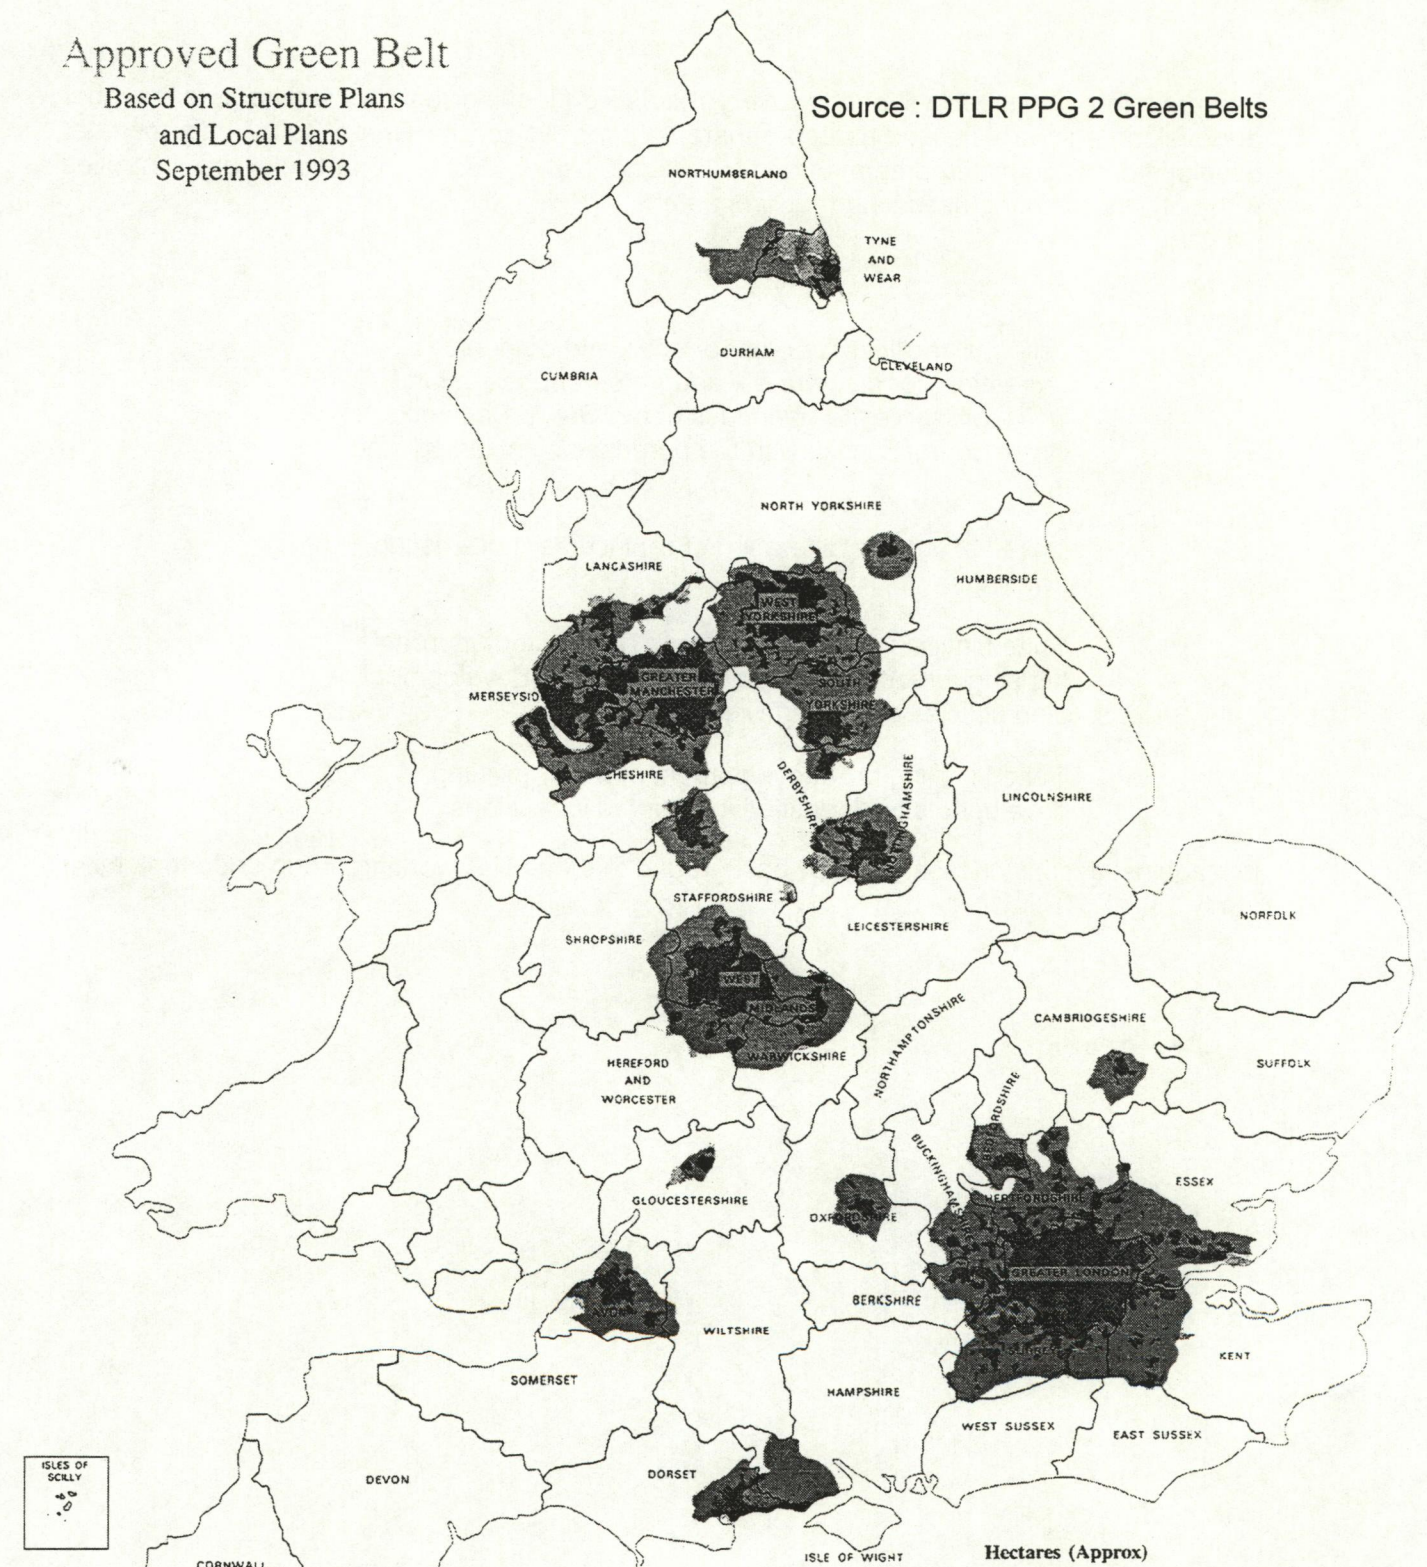 Approved Green Belt
Based on Structure Plans
and Local Plans
September 1993
Source : DTLR PPG 2 Green Belts
NORTHUMBERLAND
TYNE
AND
WEAR
DURHAM
CLEVELAND
CUMBRIA
NORTH YORKSHIRE
LANCASHIRE
HUMBERSIDE
WEST
YORKSHIRE
GREATER
MANCHESTER
SOUTH
YORKSHIRE
MERSEYSID
CHESHIRE
DERBYSHIRE
NOTTINGHAMSHIRE
LINCOLNSHIRE
STAFFORDSHIRE
NORFOLK
LEICESTERSHIRE
SHROPSHIRE
WEST
MIDLANDS
NORTHAMPTONSHIRE
CAMBRIDGESHIRE
WARWICKSHIRE
HEREFORD
AND
WORCESTER
SUFFOLK
BEDFORDSHIRE
BUCKINGHAMSHIRE
ESSEX
GLOUCESTERSHIRE
HERTFORDSHIRE
OXFORDSHIRE
GREATER LONDON
AVON
BERKSHIRE
WILTSHIRE
SURREY
KENT
SOMERSET
HAMPSHIRE
WEST SUSSEX
EAST SUSSEX
ISLES OF
SCILLY
DEVON
DORSET
CORNWALL
ISLE OF WIGHT
Hectares (Approx)